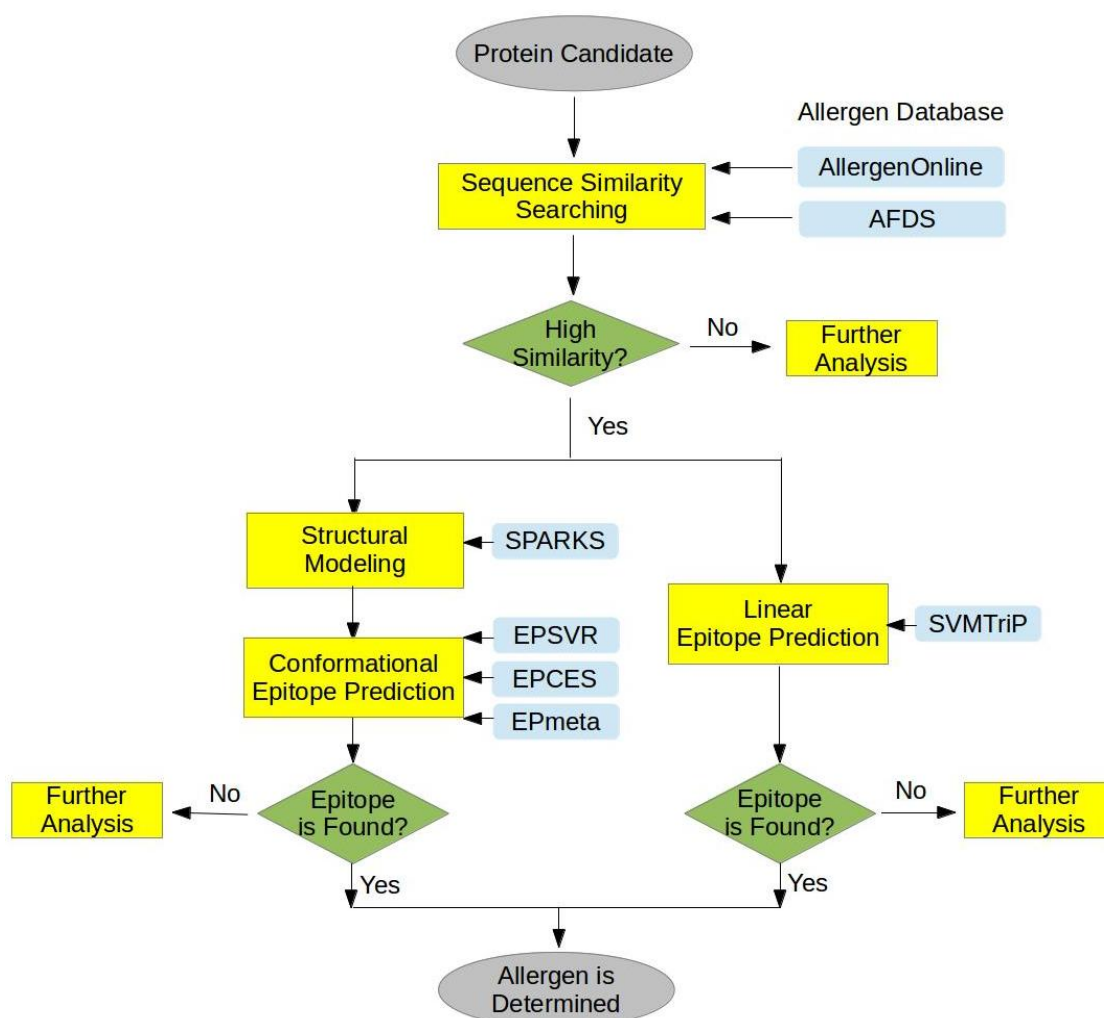 Protein Candidate
Allergen Database
Sequence Similarity
Searching
AllergenOnline
AFDS
High
Similarity?
No
Further
Analysis
Yes
Structural
Modeling
SPARKS
Linear
Epitope Prediction
SVMTriP
Conformational
Epitope Prediction
EPSVR
EPCES
EPmeta
Further
Analysis
No
Epitope
is Found?
Epitope
is Found?
No
Further
Analysis
Yes
Yes
Allergen is
Determined